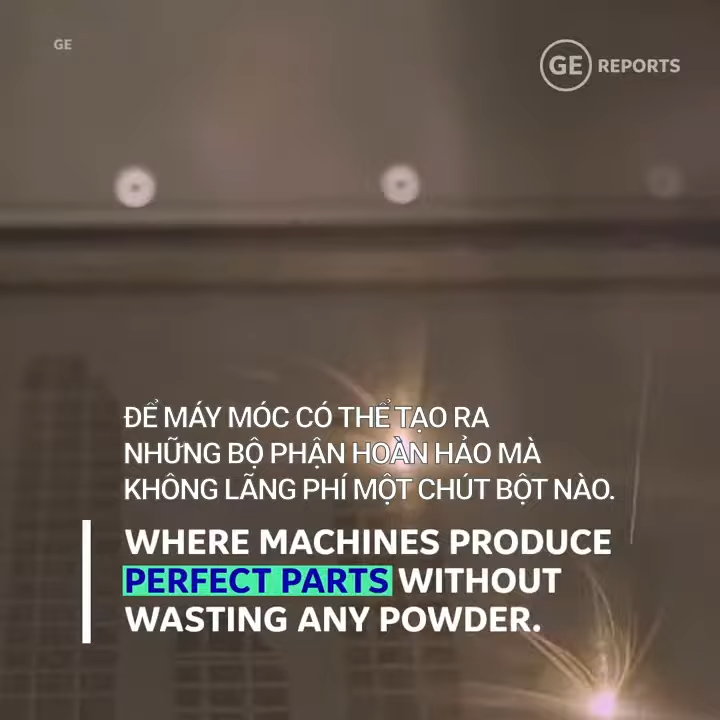 GE
GE REPORTS
ĐỂ MÁY MÓC CÓ THỂ TẠO RA
NHỮNG BỘ PHẬN HOÀN HẢO MÀ
KHÔNG LÃNG PHÍ MỘT CHÚT BỘT NÀO.
WHERE MACHINES PRODUCE
PERFECT PARTS WITHOUT
WASTING ANY POWDER.